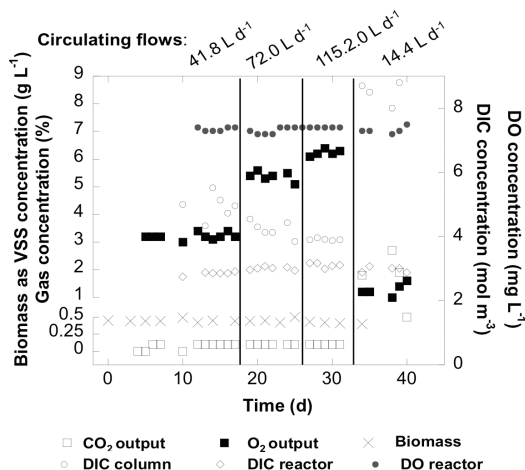 Circulating flows:
41.8 L d-1
72.0 L d-1
115.2.0 L d-1
14.4 L d-1
Biomass as VSS concentration (g L-1)
Gas concentration (%)
9
8
7
6
5
4
3
2
1
0.5
0.25
0
8
6
4
2
0
DIC concentration (mol m-3)
DO concentration (mg L-1)
0 10 20 30 40
Time (d)
CO2 output O2 output Biomass
DIC column DIC reactor DO reactor